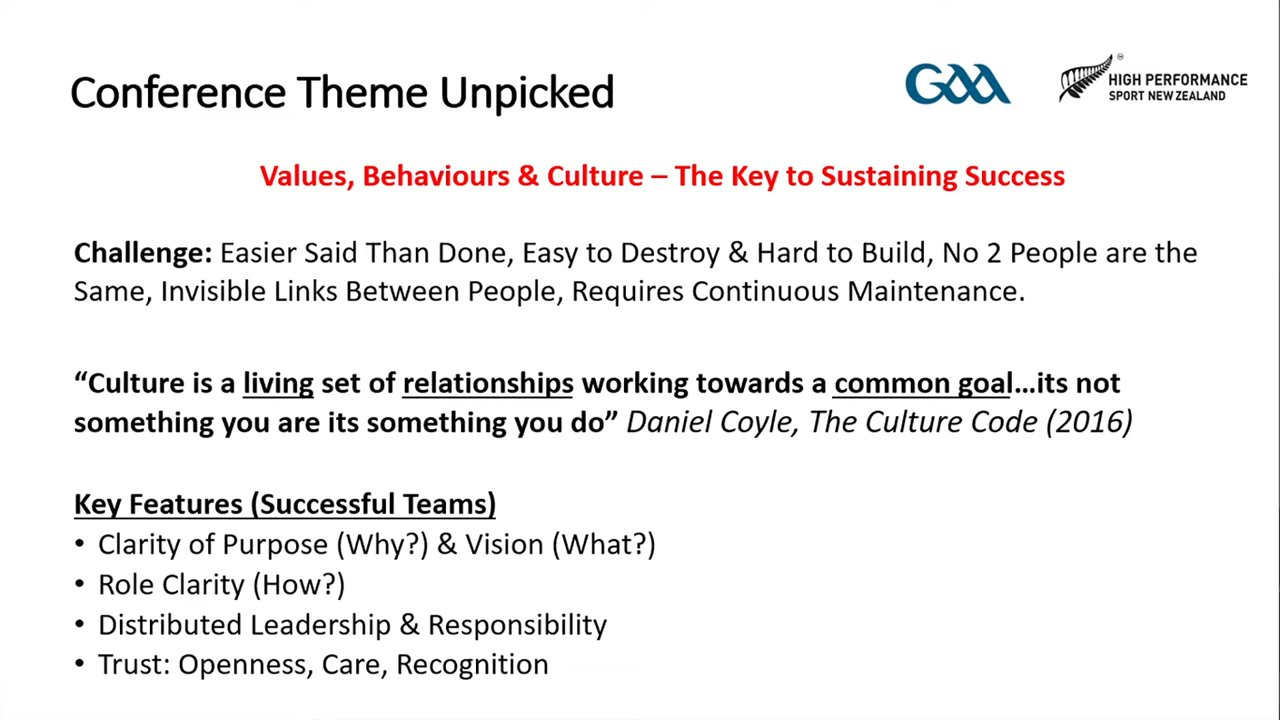 Conference Theme Unpicked
GAA
HIGH PERFORMANCE
SPORT NEW ZEALAND
Values, Behaviours & Culture – The Key to Sustaining Success
Challenge: Easier Said Than Done, Easy to Destroy & Hard to Build, No 2 People are the
Same, Invisible Links Between People, Requires Continuous Maintenance.
“Culture is a living set of relationships working towards a common goal…its not
something you are its something you do” Daniel Coyle, The Culture Code (2016)
Key Features (Successful Teams)
• Clarity of Purpose (Why?) & Vision (What?)
• Role Clarity (How?)
• Distributed Leadership & Responsibility
• Trust: Openness, Care, Recognition